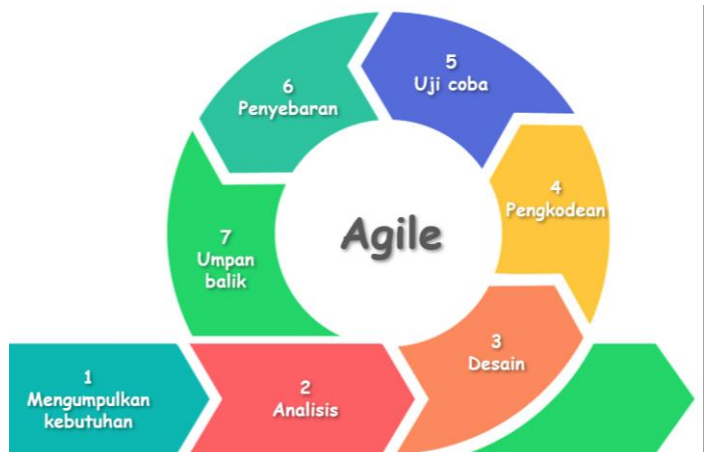 Agile
1
Mengumpulkan
kebutuhan
2
Analisis
3
Desain
4
Pengkodean
5
Uji coba
6
Penyebaran
7
Umpan
balik